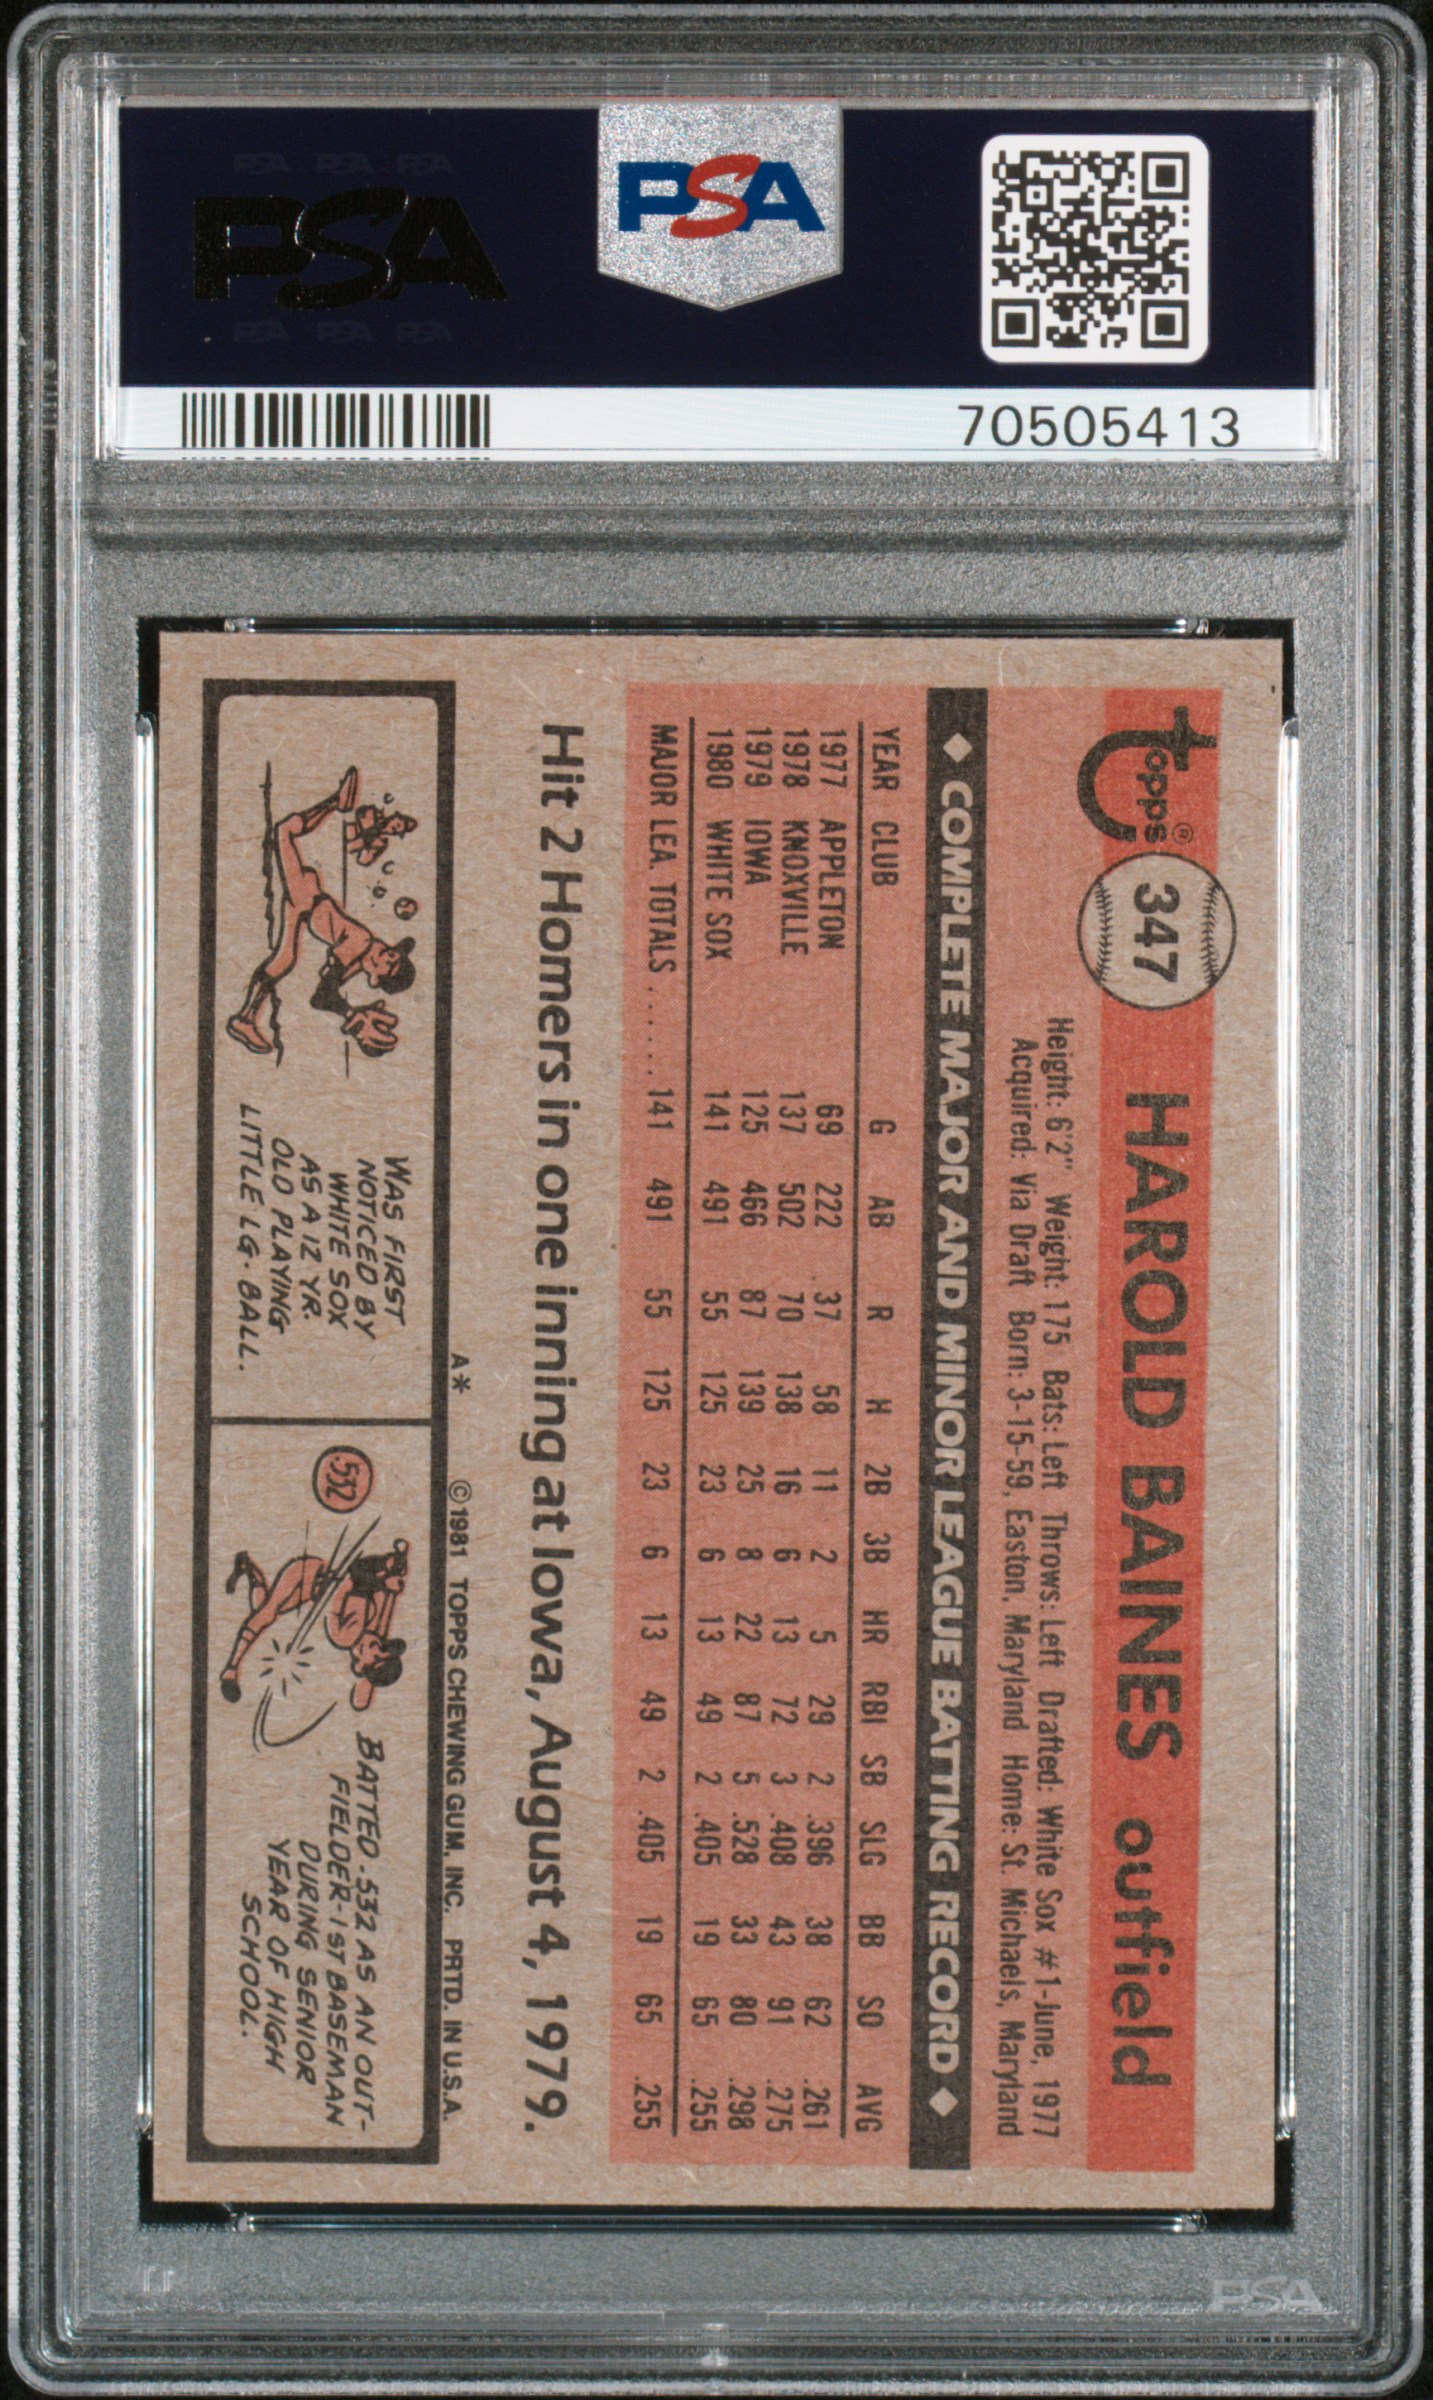 PSA PSA PSA
PSA
PSA PSA PSA
PSA
70505413
topps®
347
HAROLD BAINES outfield
Height: 6'2" Weight: 175 Bats: Left Throws: Left Drafted: White Sox #1-June, 1977
Acquired: Via Draft Born: 3-15-59, Easton, Maryland Home: St. Michaels, Maryland
◆ COMPLETE MAJOR AND MINOR LEAGUE BATTING RECORD ◆
YEAR CLUB G AB R H 2B 3B HR RBI SB SLG BB SO AVG
1977 APPLETON 69 222 37 58 11 2 5 29 2 .396 38 62 .261
1978 KNOXVILLE 137 502 70 138 16 6 13 72 3 .408 43 91 .275
1979 IOWA 125 466 87 139 25 8 22 87 5 .528 33 80 .298
1980 WHITE SOX 141 491 55 125 23 6 13 49 2 .405 19 65 .255
MAJOR LEA. TOTALS...... 141 491 55 125 23 6 13 49 2 .405 19 65 .255
Hit 2 Homers in one inning at Iowa, August 4, 1979.
A* ©1981 TOPPS CHEWING GUM, INC. PRTD. IN U.S.A.
WAS FIRST
NOTICED BY
WHITE SOX
AS A 12 YR.
OLD PLAYING
LITTLE LG. BALL.
.532
BATTED .532 AS AN OUT-
FIELDER-1ST BASEMAN
DURING SENIOR
YEAR OF HIGH
SCHOOL.
PSA